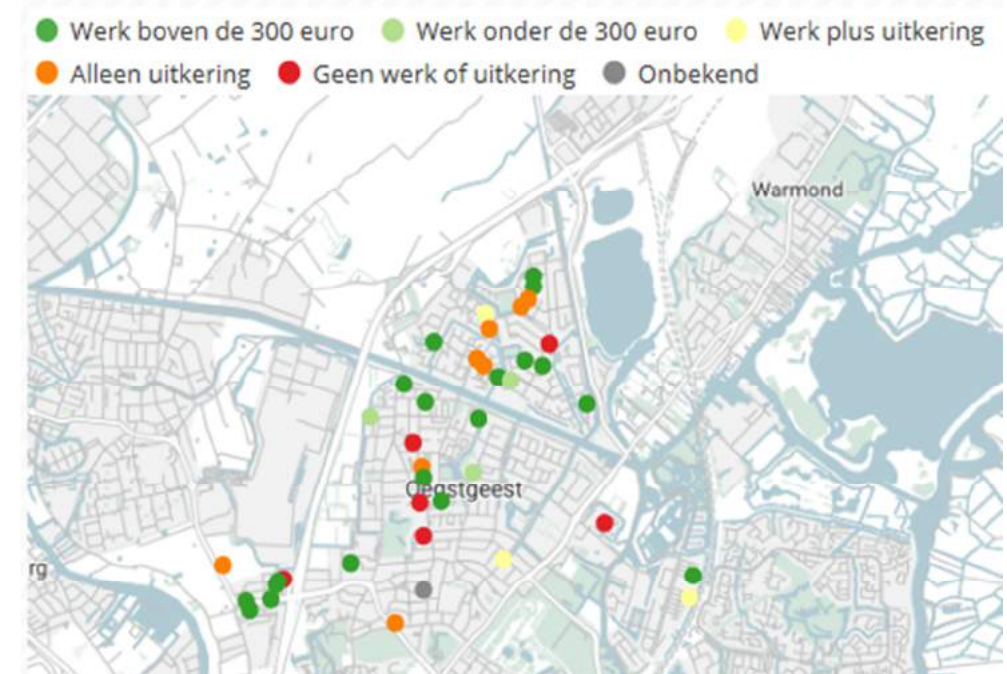 Werk boven de 300 euro Werk onder de 300 euro Werk plus uitkering
Alleen uitkering Geen werk of uitkering Onbekend
Warmond
Oegstgeest
rg